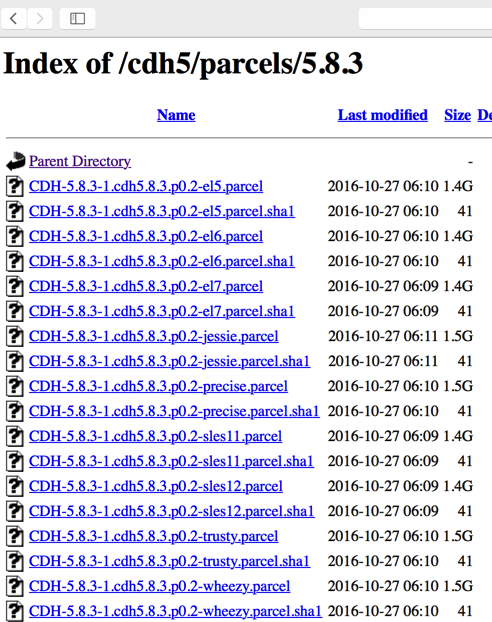 Index of /cdh5/parcels/5.8.3
Name Last modified Size De
Parent Directory -
CDH-5.8.3-1.cdh5.8.3.p0.2-el5.parcel 2016-10-27 06:10 1.4G
CDH-5.8.3-1.cdh5.8.3.p0.2-el5.parcel.sha1 2016-10-27 06:10 41
CDH-5.8.3-1.cdh5.8.3.p0.2-el6.parcel 2016-10-27 06:10 1.4G
CDH-5.8.3-1.cdh5.8.3.p0.2-el6.parcel.sha1 2016-10-27 06:10 41
CDH-5.8.3-1.cdh5.8.3.p0.2-el7.parcel 2016-10-27 06:09 1.4G
CDH-5.8.3-1.cdh5.8.3.p0.2-el7.parcel.sha1 2016-10-27 06:09 41
CDH-5.8.3-1.cdh5.8.3.p0.2-jessie.parcel 2016-10-27 06:11 1.5G
CDH-5.8.3-1.cdh5.8.3.p0.2-jessie.parcel.sha1 2016-10-27 06:11 41
CDH-5.8.3-1.cdh5.8.3.p0.2-precise.parcel 2016-10-27 06:10 1.5G
CDH-5.8.3-1.cdh5.8.3.p0.2-precise.parcel.sha1 2016-10-27 06:10 41
CDH-5.8.3-1.cdh5.8.3.p0.2-sles11.parcel 2016-10-27 06:09 1.4G
CDH-5.8.3-1.cdh5.8.3.p0.2-sles11.parcel.sha1 2016-10-27 06:09 41
CDH-5.8.3-1.cdh5.8.3.p0.2-sles12.parcel 2016-10-27 06:09 1.4G
CDH-5.8.3-1.cdh5.8.3.p0.2-sles12.parcel.sha1 2016-10-27 06:09 41
CDH-5.8.3-1.cdh5.8.3.p0.2-trusty.parcel 2016-10-27 06:10 1.5G
CDH-5.8.3-1.cdh5.8.3.p0.2-trusty.parcel.sha1 2016-10-27 06:10 41
CDH-5.8.3-1.cdh5.8.3.p0.2-wheezy.parcel 2016-10-27 06:10 1.5G
CDH-5.8.3-1.cdh5.8.3.p0.2-wheezy.parcel.sha1 2016-10-27 06:10 41